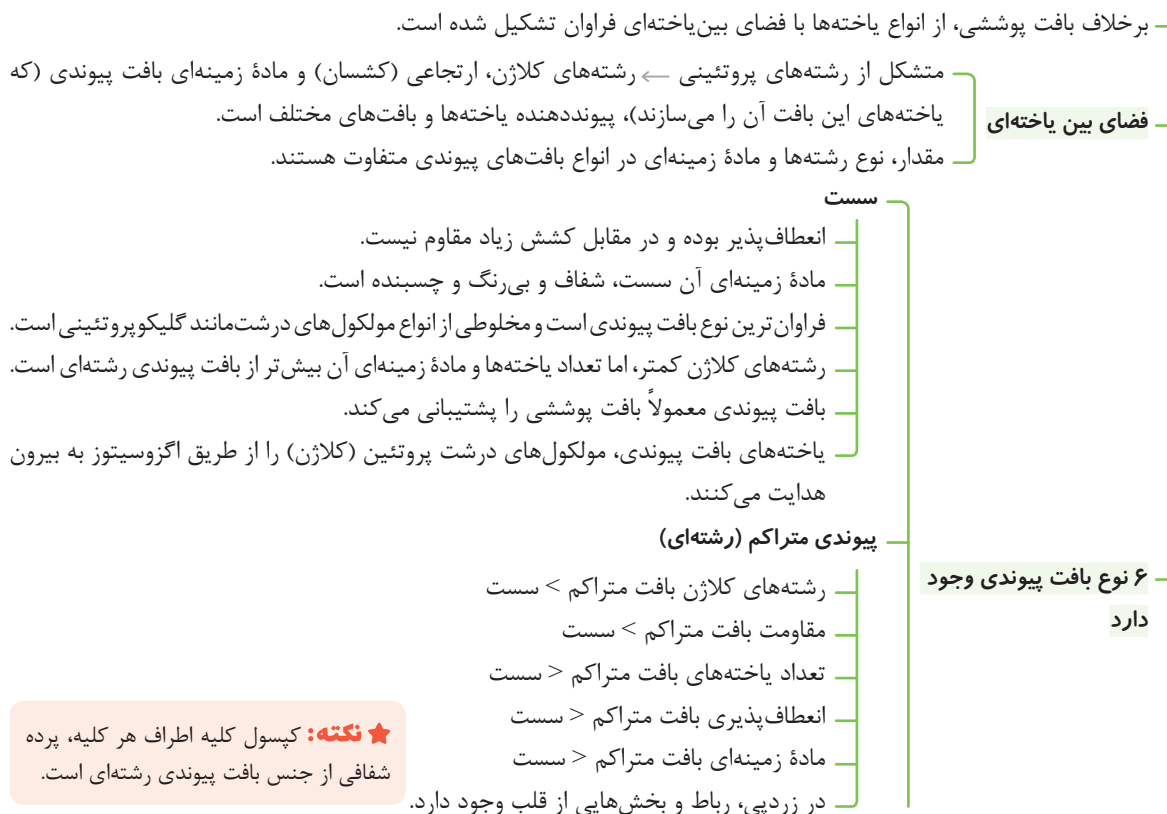 برخلاف بافت پوششی، از انواع یاخته‌ها با فضای بین‌یاخته‌ای فراوان تشکیل شده است.
فضای بین یاخته‌ای
متشکل از رشته‌های پروتئینی ← رشته‌های کلاژن، ارتجاعی (کشسان) و مادهٔ زمینه‌ای بافت پیوندی (که
یاخته‌های این بافت آن را می‌سازند)، پیونددهنده یاخته‌ها و بافت‌های مختلف است.
مقدار، نوع رشته‌ها و مادهٔ زمینه‌ای در انواع بافت‌های پیوندی متفاوت هستند.
۶ نوع بافت پیوندی وجود
دارد
سست
انعطاف‌پذیر بوده و در مقابل کشش زیاد مقاوم نیست.
مادهٔ زمینه‌ای آن سست، شفاف و بی‌رنگ و چسبنده است.
فراوان‌ترین نوع بافت پیوندی است و مخلوطی از انواع مولکول‌های درشت‌مانند گلیکوپروتئینی است.
رشته‌های کلاژن کمتر، اما تعداد یاخته‌ها و مادهٔ زمینه‌ای آن بیش‌تر از بافت پیوندی رشته‌ای است.
بافت پیوندی معمولاً بافت پوششی را پشتیبانی می‌کند.
یاخته‌های بافت پیوندی، مولکول‌های درشت پروتئین (کلاژن) را از طریق اگزوسیتوز به بیرون
هدایت می‌کنند.
پیوندی متراکم (رشته‌ای)
رشته‌های کلاژن بافت متراکم < سست
مقاومت بافت متراکم < سست
تعداد یاخته‌های بافت متراکم > سست
انعطاف‌پذیری بافت متراکم > سست
مادهٔ زمینه‌ای بافت متراکم > سست
در زردپی، رباط و بخش‌هایی از قلب وجود دارد.
★ نکته: کپسول کلیه اطراف هر کلیه، پرده
شفافی از جنس بافت پیوندی رشته‌ای است.